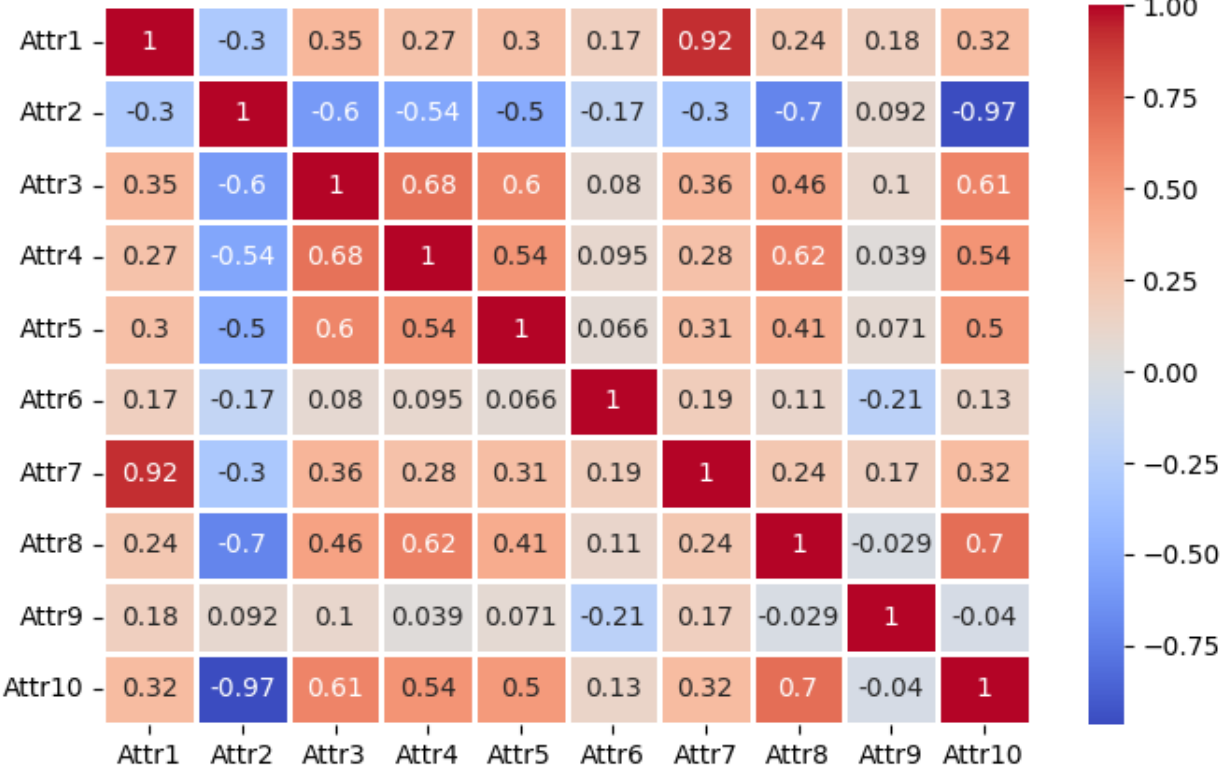 1.00
Attr1 1 -0.3 0.35 0.27 0.3 0.17 0.92 0.24 0.18 0.32
0.75
Attr2 -0.3 1 -0.6 -0.54 -0.5 -0.17 -0.3 -0.7 0.092 -0.97
Attr3 0.35 -0.6 1 0.68 0.6 0.08 0.36 0.46 0.1 0.61
0.50
Attr4 0.27 -0.54 0.68 1 0.54 0.095 0.28 0.62 0.039 0.54
0.25
Attr5 0.3 -0.5 0.6 0.54 1 0.066 0.31 0.41 0.071 0.5
0.00
Attr6 0.17 -0.17 0.08 0.095 0.066 1 0.19 0.11 -0.21 0.13
Attr7 0.92 -0.3 0.36 0.28 0.31 0.19 1 0.24 0.17 0.32
−0.25
Attr8 0.24 -0.7 0.46 0.62 0.41 0.11 0.24 1 -0.029 0.7
−0.50
Attr9 0.18 0.092 0.1 0.039 0.071 -0.21 0.17 -0.029 1 -0.04
−0.75
Attr10 0.32 -0.97 0.61 0.54 0.5 0.13 0.32 0.7 -0.04 1
Attr1 Attr2 Attr3 Attr4 Attr5 Attr6 Attr7 Attr8 Attr9 Attr10